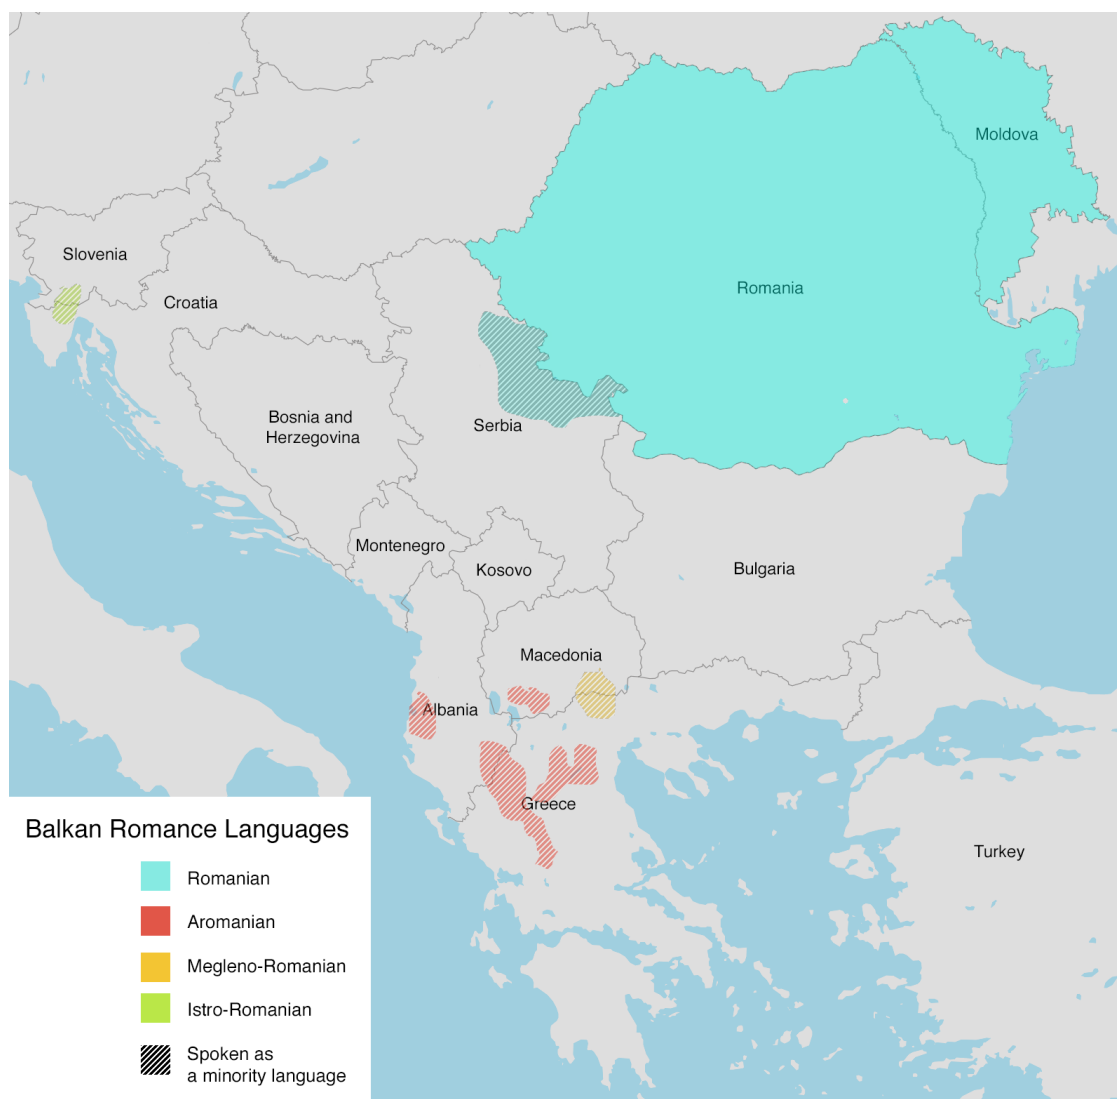 Moldova
Slovenia
Romania
Croatia
Bosnia and
Herzegovina
Serbia
Montenegro
Kosovo
Bulgaria
Macedonia
Albania
Greece
Turkey
Balkan Romance Languages
Romanian
Aromanian
Megleno-Romanian
Istro-Romanian
Spoken as
a minority language